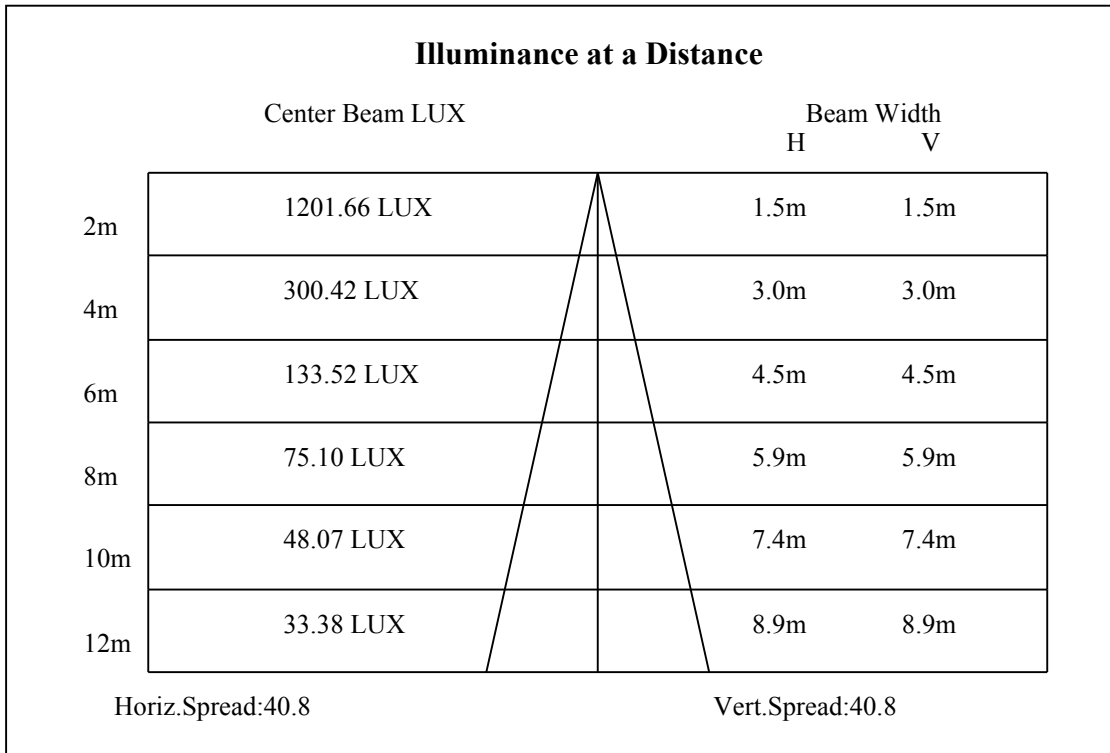 Illuminance at a Distance
Center Beam LUX Beam Width
H V
2m 1201.66 LUX 1.5m 1.5m
4m 300.42 LUX 3.0m 3.0m
6m 133.52 LUX 4.5m 4.5m
8m 75.10 LUX 5.9m 5.9m
10m 48.07 LUX 7.4m 7.4m
12m 33.38 LUX 8.9m 8.9m
Horiz.Spread:40.8 Vert.Spread:40.8